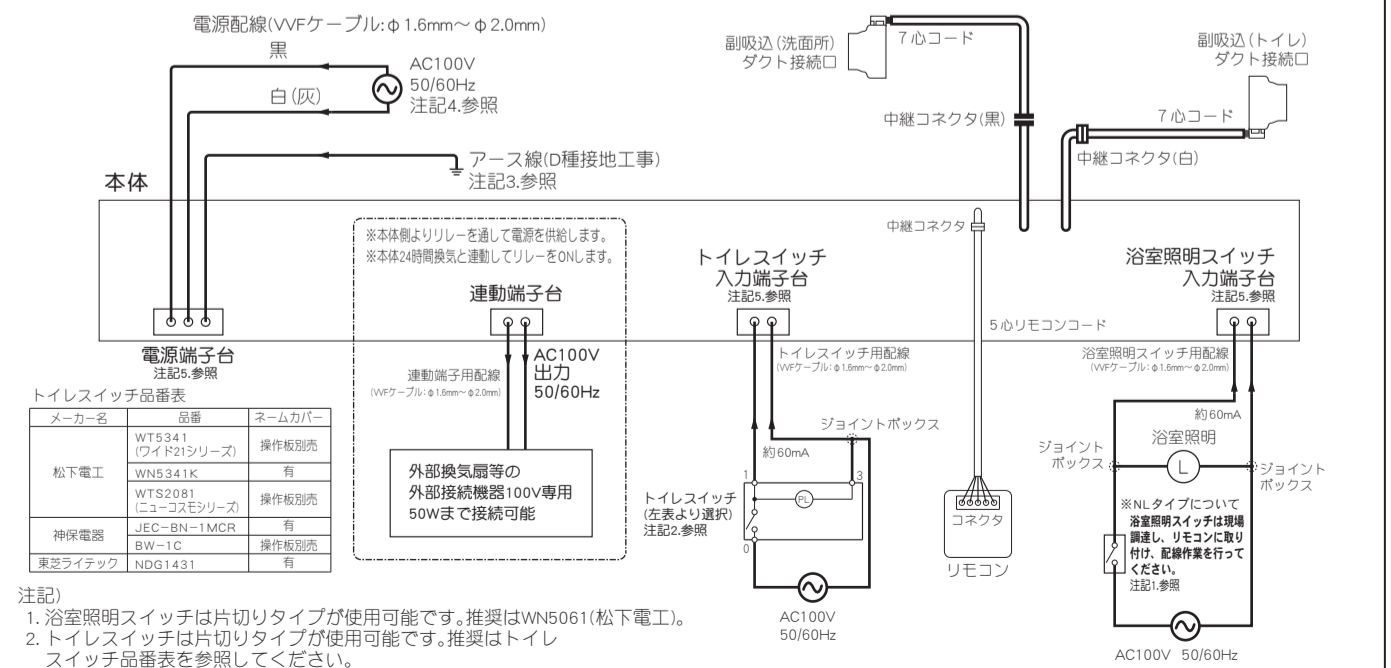 電源配線(VVFケーブル:φ1.6mm～φ2.0mm)
黒
白(灰)
AC100V
50/60Hz
注記4.参照
アース線(D種接地工事)
注記3.参照
副吸込(洗面所)
ダクト接続口
7心コード
中継コネクタ(黒)
副吸込(トイレ)
ダクト接続口
7心コード
中継コネクタ(白)
本体
※本体側よりリレーを通して電源を供給します。
※本体24時間換気と連動してリレーをONします。
連動端子台
トイレスイッチ
入力端子台
注記5.参照
中継コネクタ
浴室照明スイッチ
入力端子台
注記5.参照
5心リモコンコード
電源端子台
注記5.参照
連動端子用配線
(VVFケーブル:φ1.6mm～φ2.0mm)
AC100V
出力
50/60Hz
外部換気扇等の
外部接続機器100V専用
50Wまで接続可能
トイレスイッチ用配線
(VVFケーブル:φ1.6mm～φ2.0mm)
ジョイントボックス
約60mA
1
3
PL
0
トイレスイッチ
(左表より選択)
注記2.参照
AC100V
50/60Hz
コネクタ
リモコン
浴室照明スイッチ用配線
(VVFケーブル:φ1.6mm～φ2.0mm)
約60mA
浴室照明
ジョイント
ボックス
L
ジョイント
ボックス
※NLタイプについて
浴室照明スイッチは現場
調達し、リモコンに取り
付け、配線作業を行って
ください。
注記1.参照
AC100V 50/60Hz
トイレスイッチ品番表
メーカー名 品番 ネームカバー
松下電工 WT5341
(ワイド21シリーズ) 操作板別売
WN5341K 有
WTS2081
(ニューコスモシリーズ) 操作板別売
神保電器 JEC-BN-1MCR 有
BW-1C 操作板別売
東芝ライテック NDG1431 有
注記)
1. 浴室照明スイッチは片切りタイプが使用可能です。推奨はWN5061(松下電工)。
2. トイレスイッチは片切りタイプが使用可能です。推奨はトイレ
スイッチ品番表を参照してください。